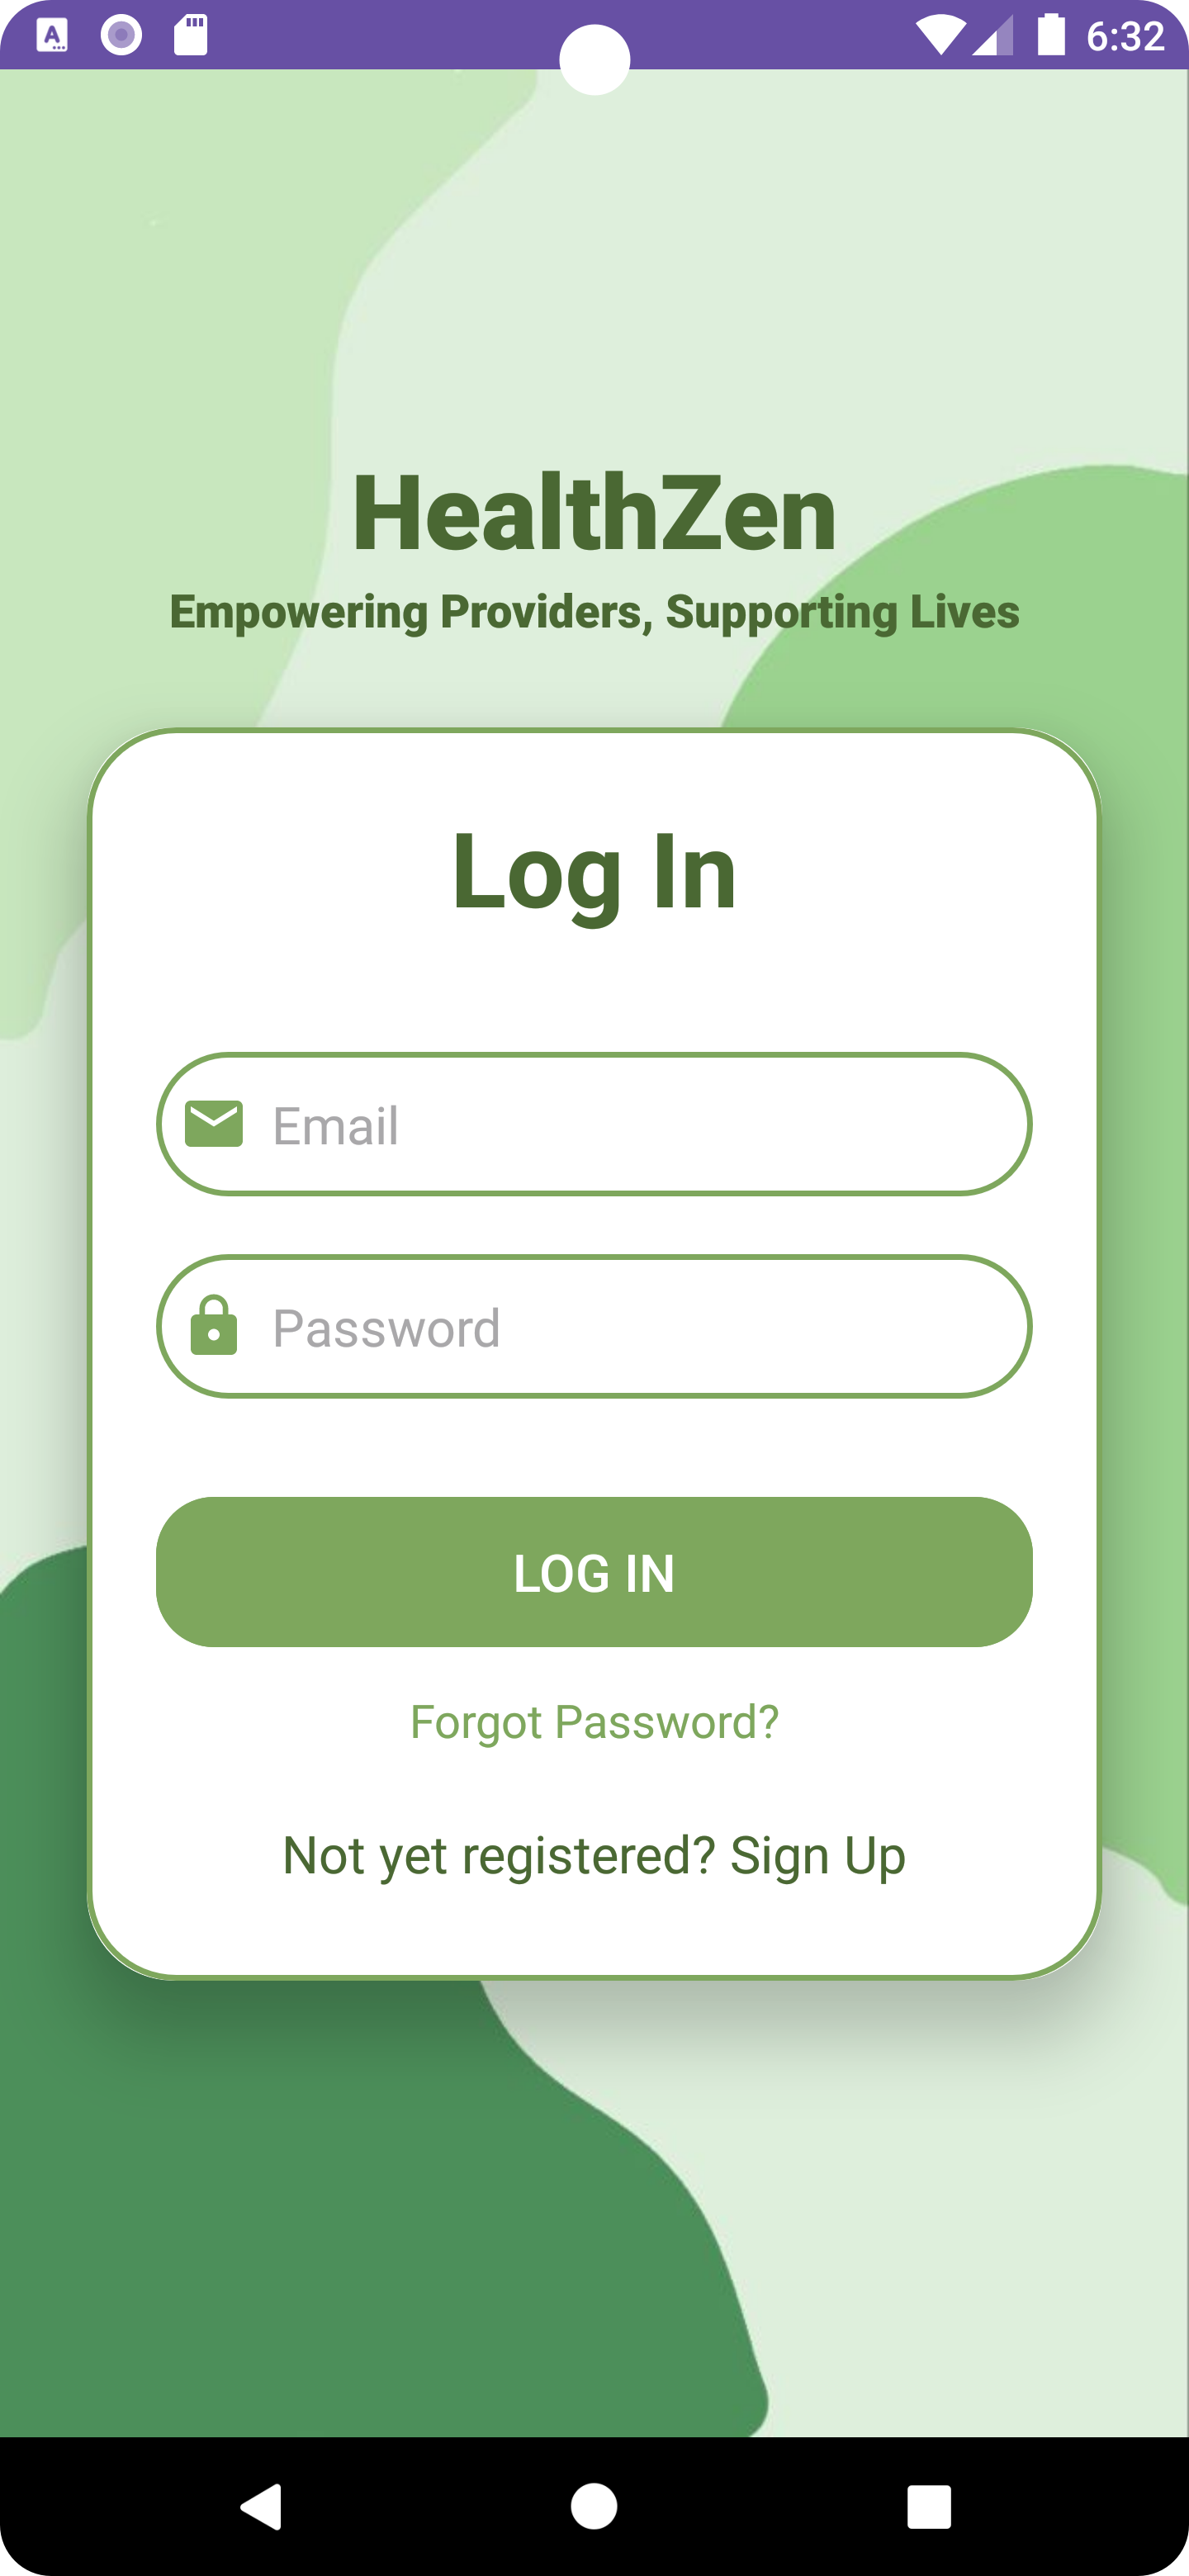 6:32
HealthZen
Empowering Providers, Supporting Lives
Log In
Email
Password
LOG IN
Forgot Password?
Not yet registered? Sign Up